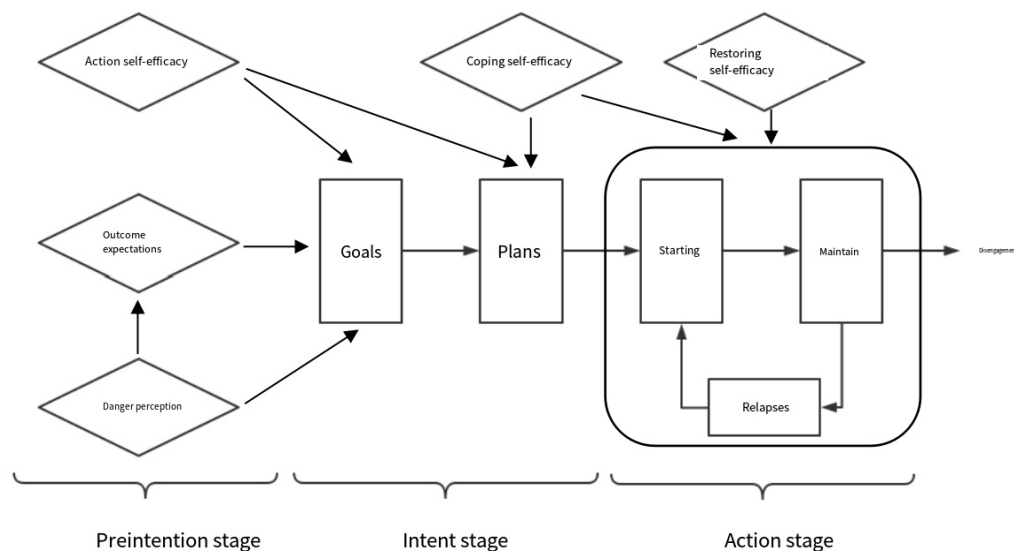 Action self-efficacy
Coping self-efficacy
Restoring
self-efficacy
Outcome
expectations
Goals
Plans
Starting
Maintain
Danger perception
Relapses
Preintention stage
Intent stage
Action stage